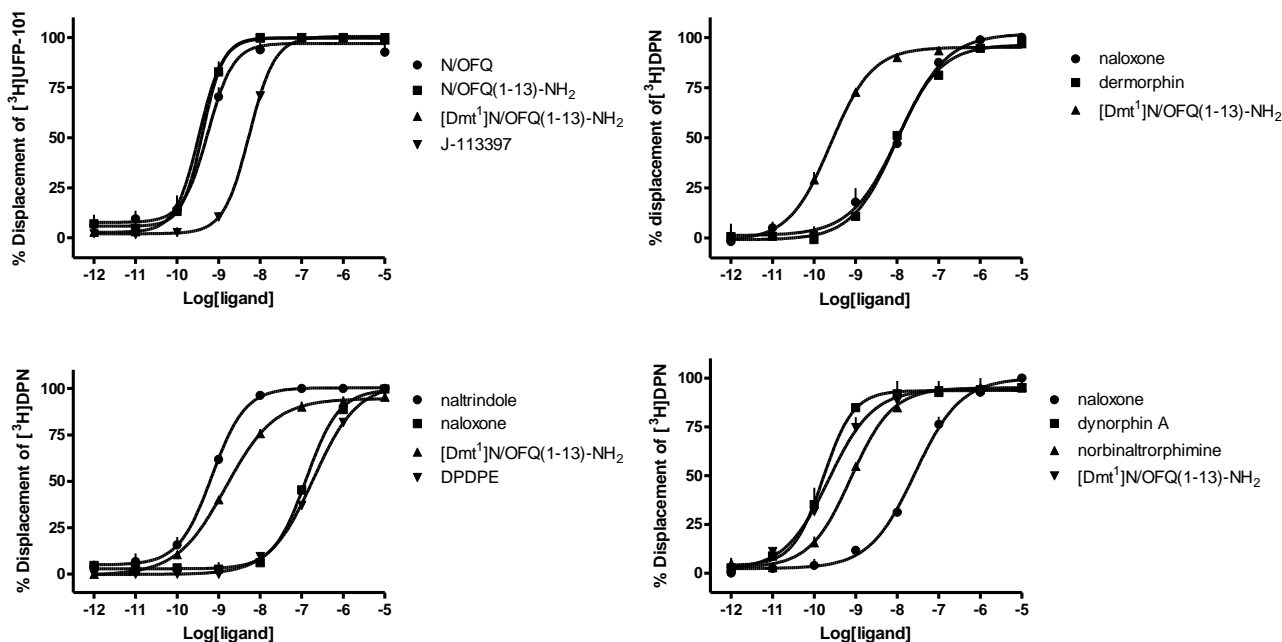 % Displacement of [³H]UFP-101
100
75
50
25
0
-12 -11 -10 -9 -8 -7 -6 -5
Log[ligand]
N/OFQ
N/OFQ(1-13)-NH₂
[Dmt¹]N/OFQ(1-13)-NH₂
J-113397
% displacement of [³H]DPN
100
75
50
25
0
-12 -11 -10 -9 -8 -7 -6 -5
Log[ligand]
naloxone
dermorphin
[Dmt¹]N/OFQ(1-13)-NH₂
% Displacement of [³H]DPN
100
75
50
25
0
-12 -11 -10 -9 -8 -7 -6 -5
Log[ligand]
naltrindole
naloxone
[Dmt¹]N/OFQ(1-13)-NH₂
DPDPE
% Displacement of [³H]DPN
100
75
50
25
0
-12 -11 -10 -9 -8 -7 -6 -5
Log[ligand]
naloxone
dynorphin A
norbinaltrorphimine
[Dmt¹]N/OFQ(1-13)-NH₂